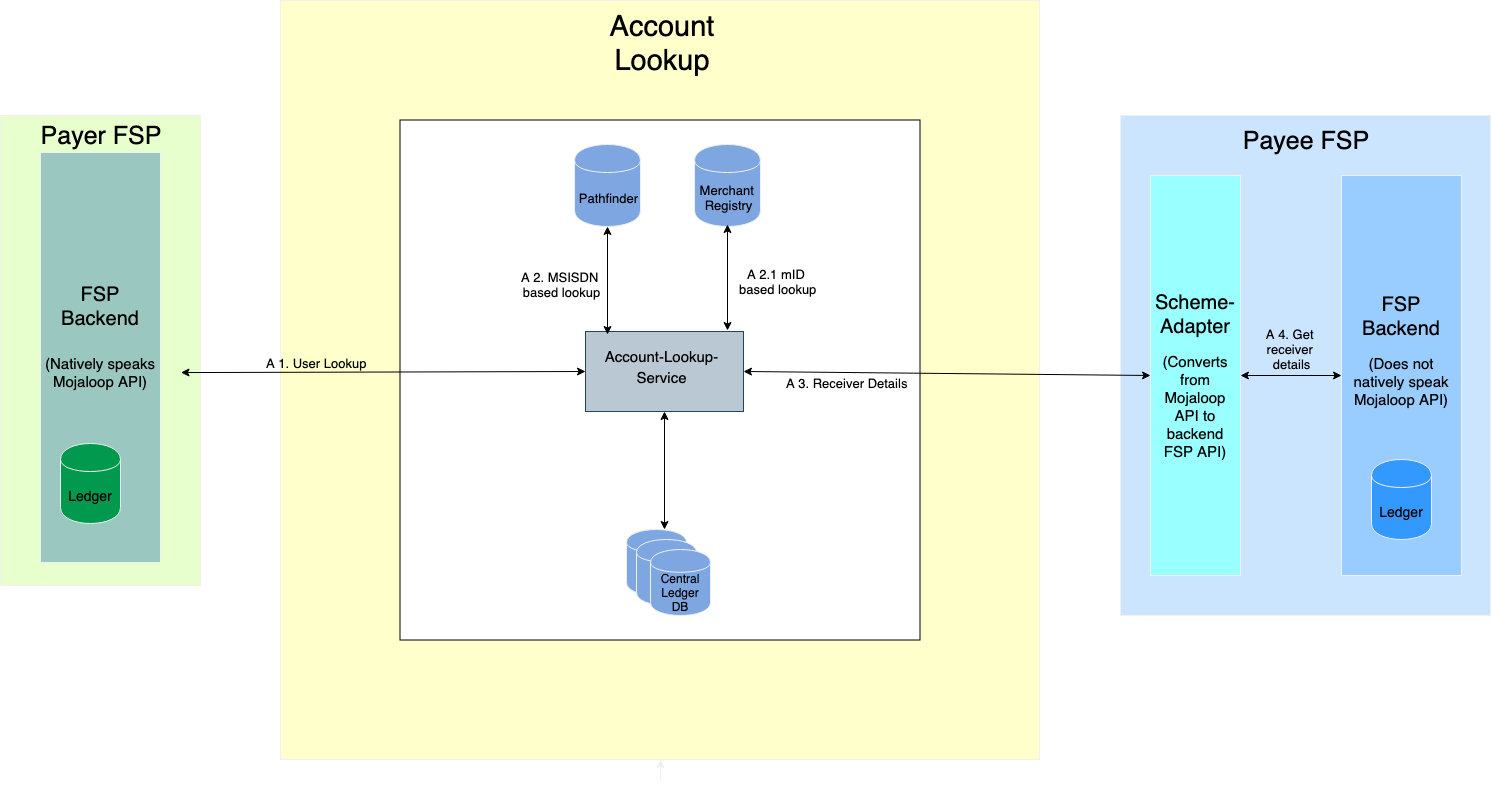 Account
Lookup
Payer FSP
FSP
Backend
(Natively speaks
Mojaloop API)
Ledger
A 1. User Lookup
Pathfinder
Merchant
Registry
A 2. MSISDN
based lookup
A 2.1 mID
based lookup
Account-Lookup-
Service
A 3. Receiver Details
Central
Ledger
DB
Payee FSP
Scheme-
Adapter
(Converts
from
Mojaloop
API to
backend
FSP API)
A 4. Get
receiver
details
FSP
Backend
(Does not
natively speak
Mojaloop API)
Ledger